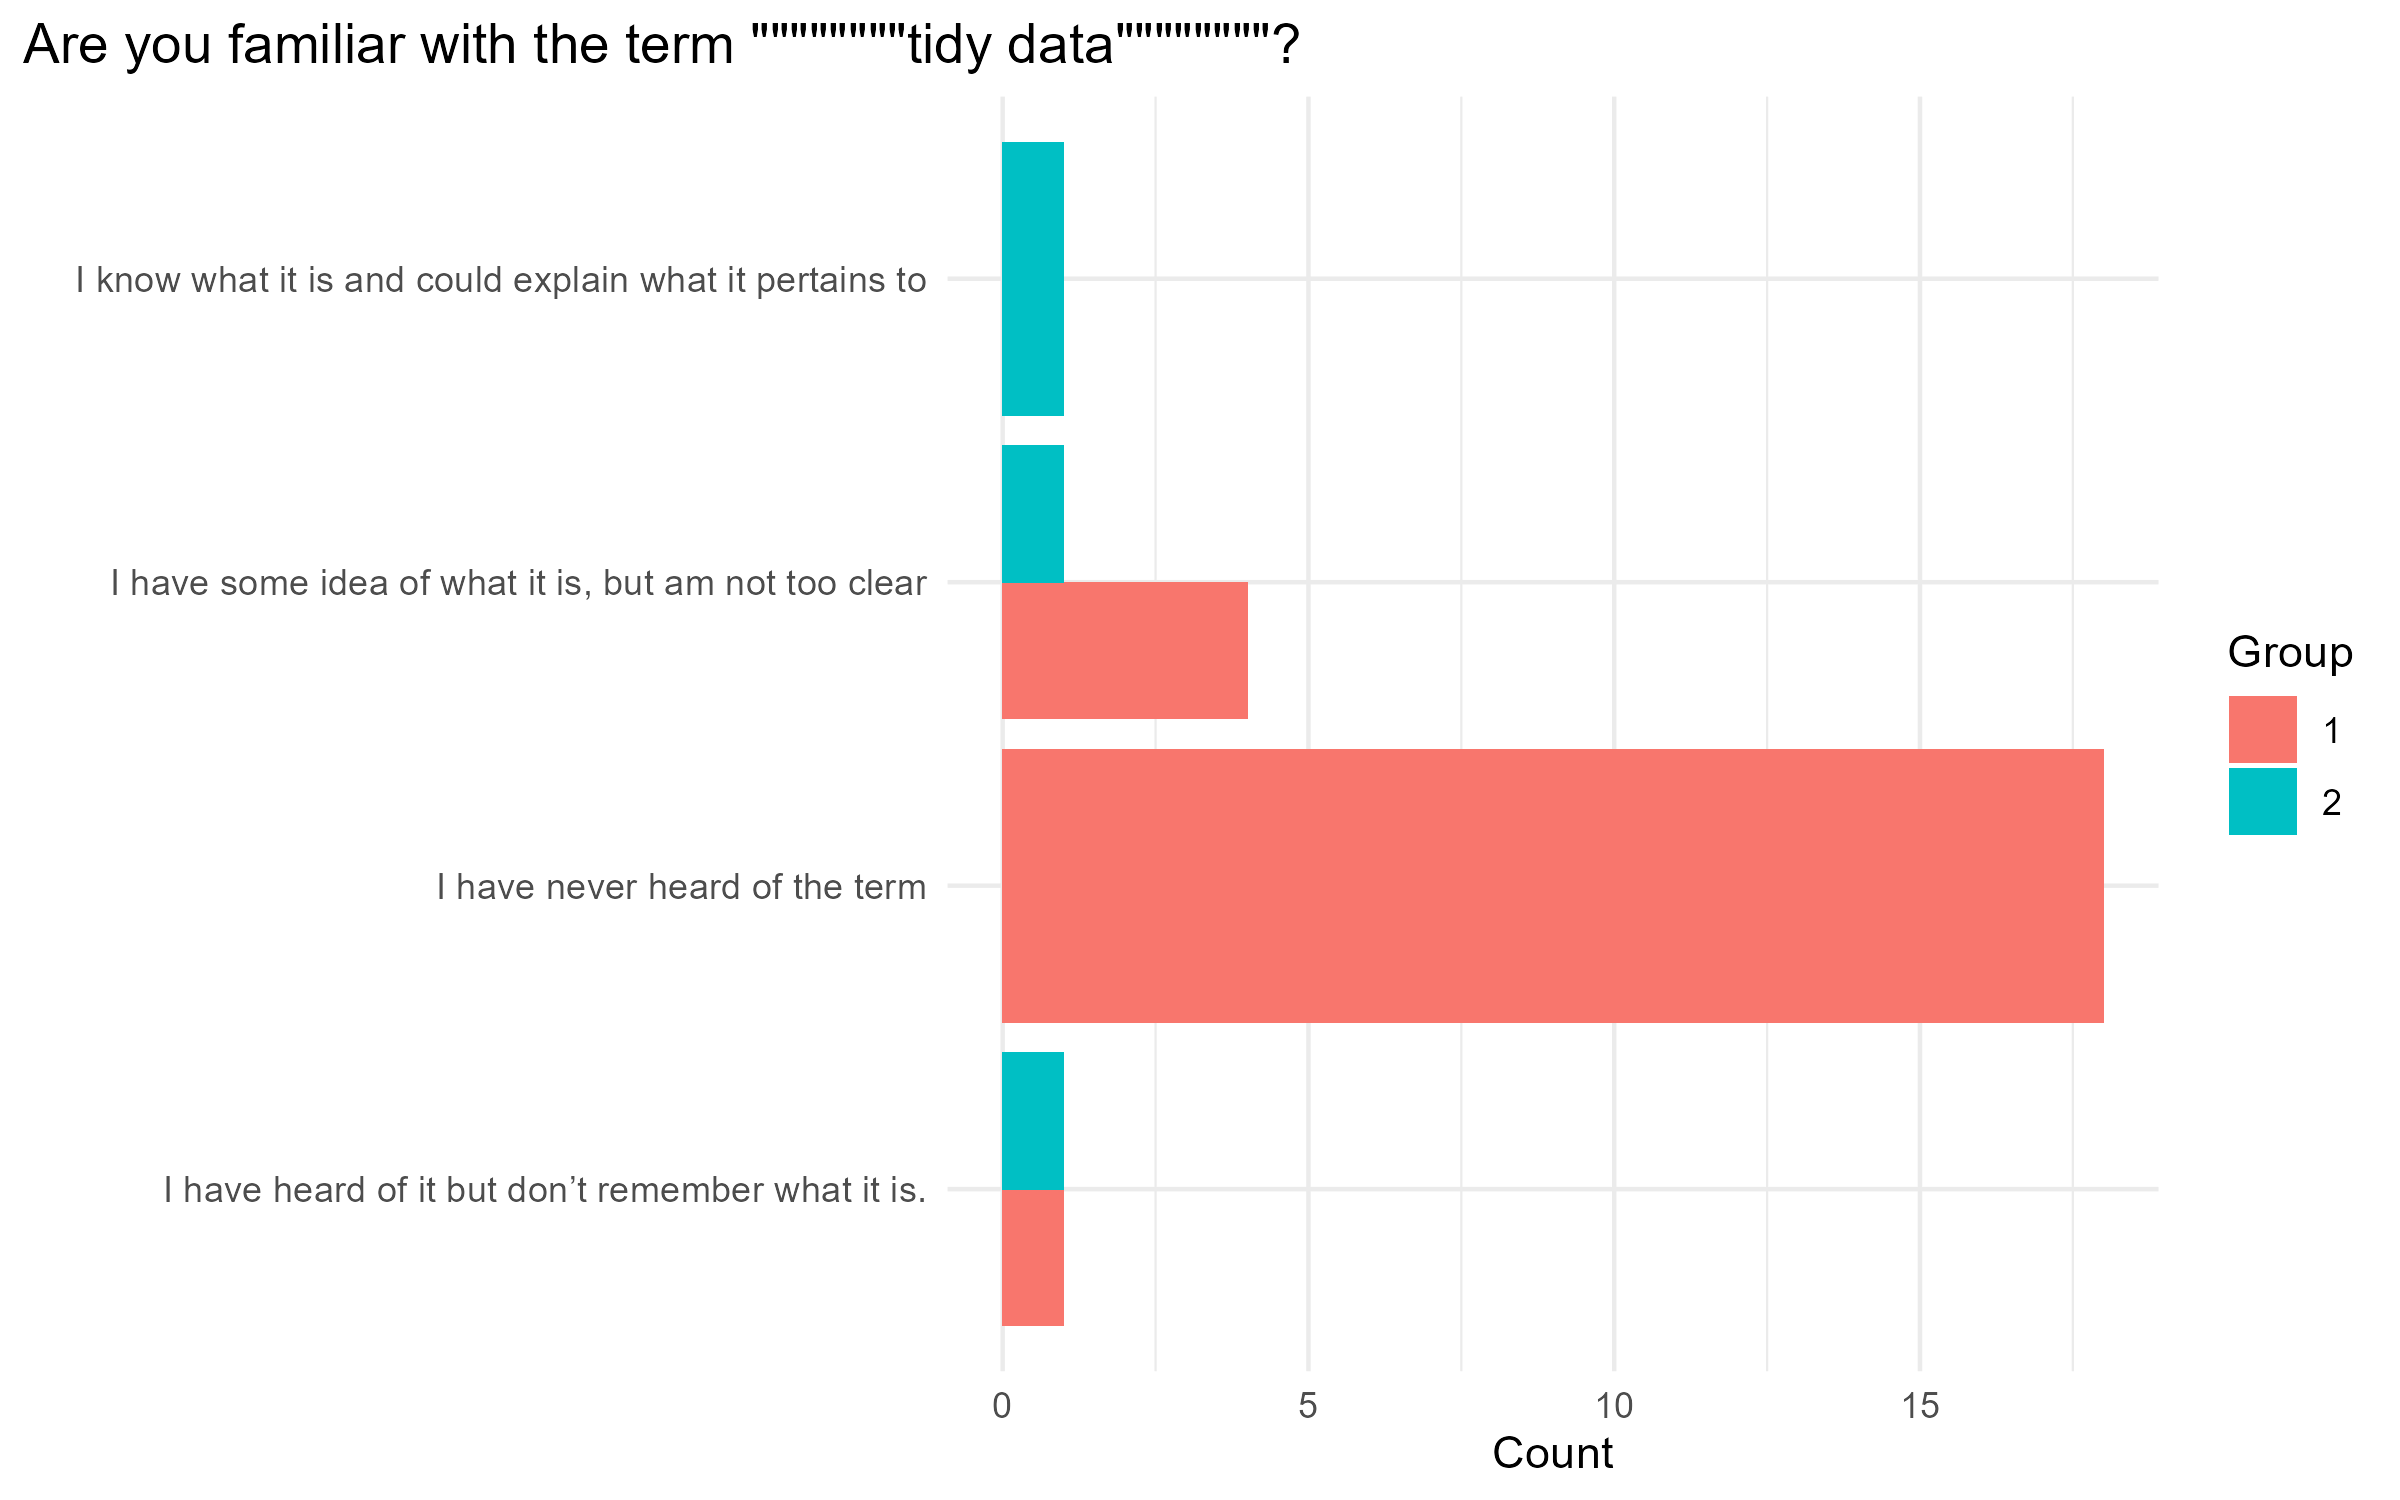 Are you familiar with the term """"""""tidy data""""""""?
I know what it is and could explain what it pertains to
I have some idea of what it is, but am not too clear
I have never heard of the term
I have heard of it but don’t remember what it is.
Group
1
2
0 5 10 15
Count